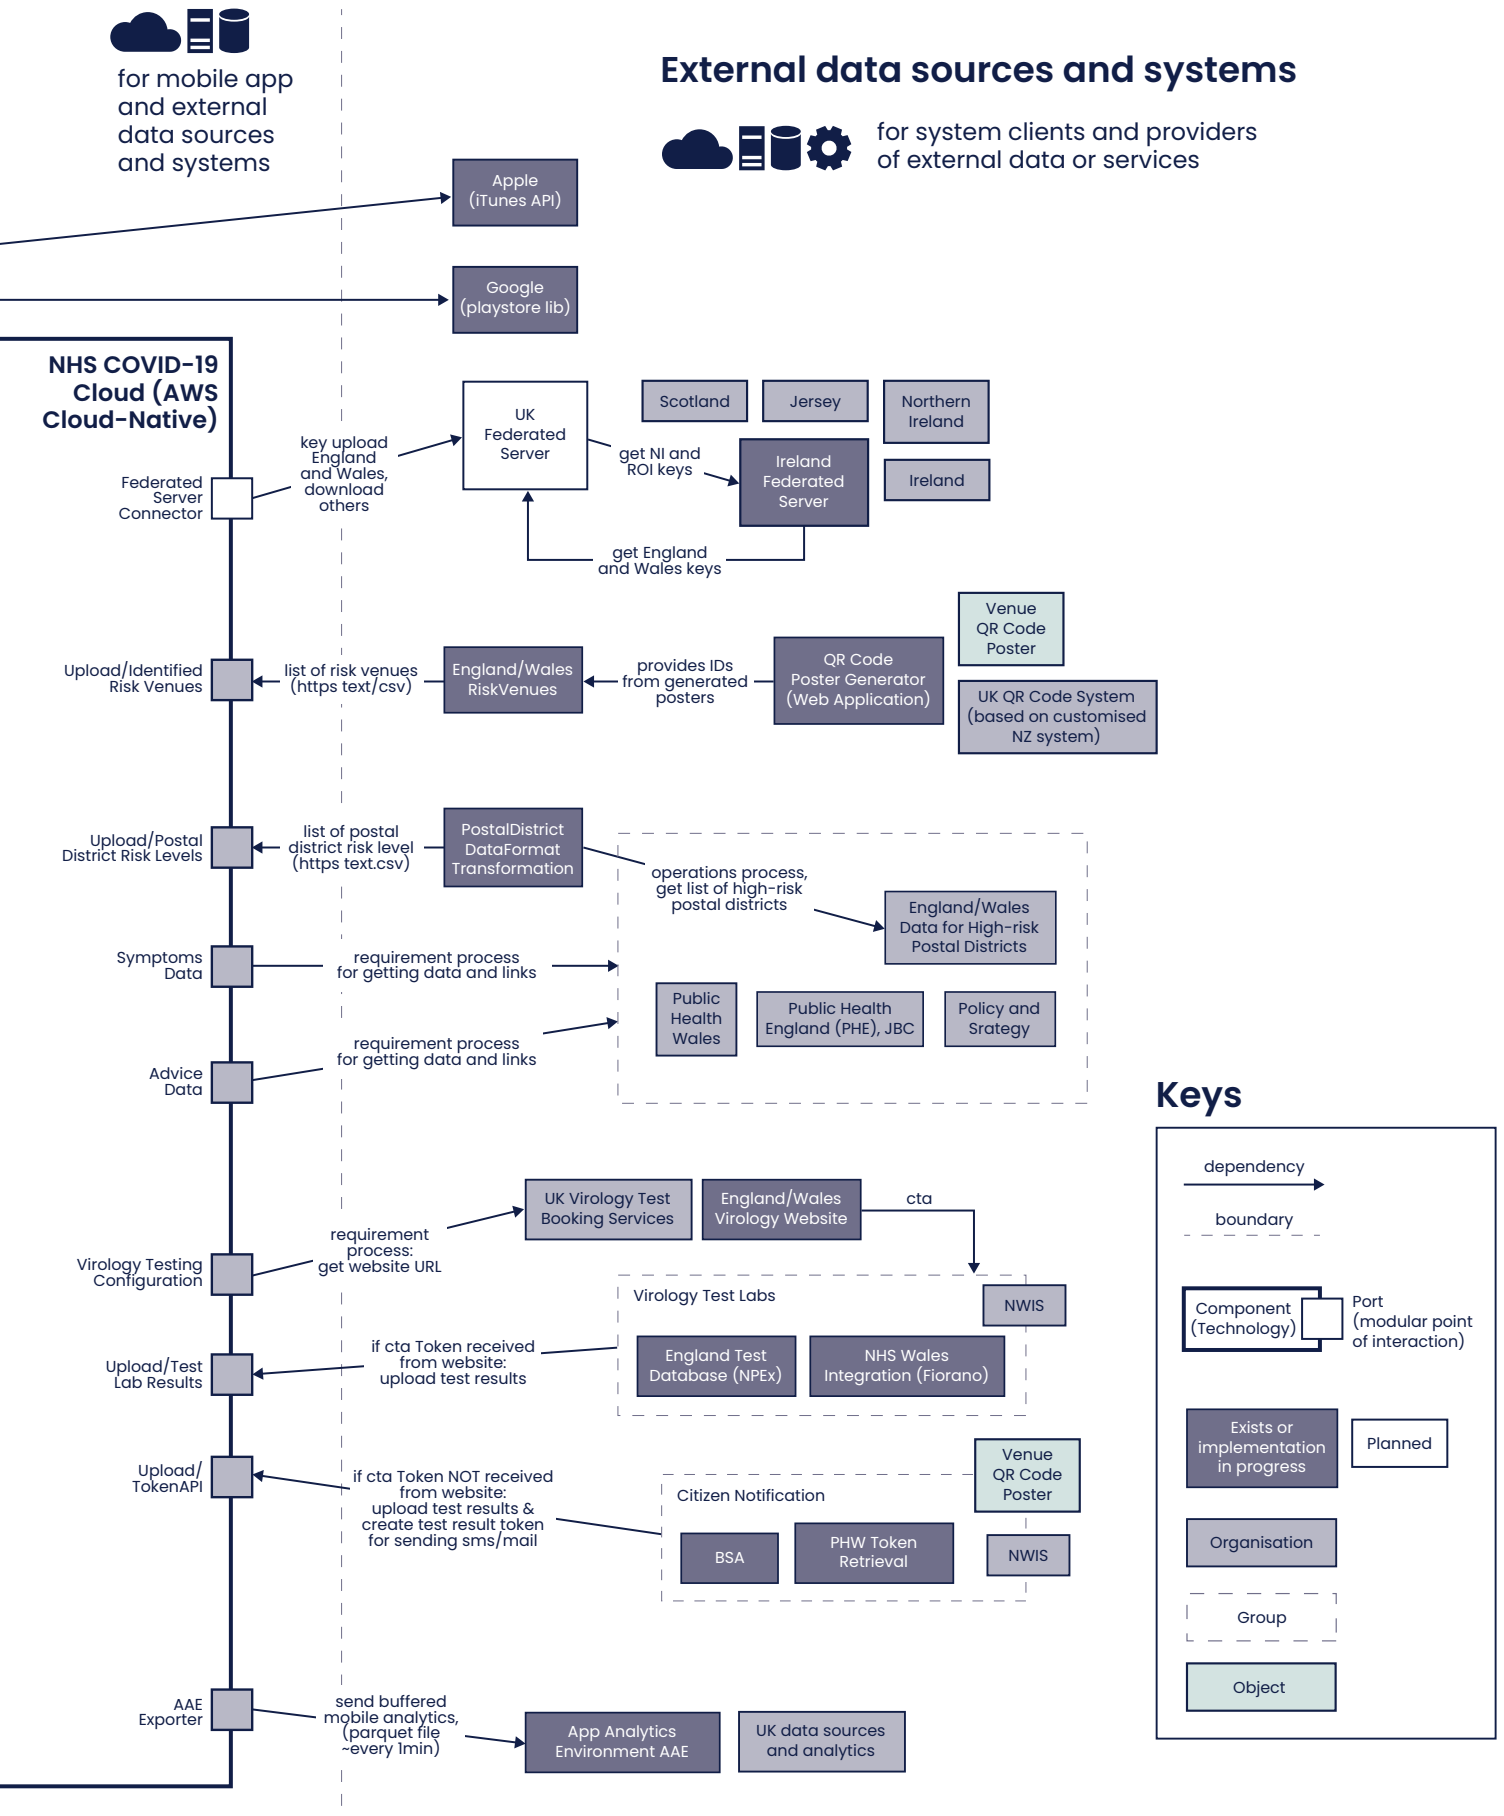 for mobile app
and external
data sources
and systems
External data sources and systems
for system clients and providers
of external data or services
Apple
(iTunes API)
Google
(playstore lib)
NHS COVID-19
Cloud (AWS
Cloud-Native)
Federated
Server
Connector
key upload
England
and Wales,
download
others
UK
Federated
Server
get NI and
ROI keys
Scotland
Jersey
Northern
Ireland
Ireland
Federated
Server
Ireland
get England
and Wales keys
Upload/Identified
Risk Venues
list of risk venues
(https text/csv)
England/Wales
RiskVenues
provides IDs
from generated
posters
QR Code
Poster Generator
(Web Application)
Venue
QR Code
Poster
UK QR Code System
(based on customised
NZ system)
Upload/Postal
District Risk Levels
list of postal
district risk level
(https text.csv)
PostalDistrict
DataFormat
Transformation
operations process,
get list of high-risk
postal districts
England/Wales
Data for High-risk
Postal Districts
Symptoms
Data
requirement process
for getting data and links
Public
Health
Wales
Public Health
England (PHE), JBC
Policy and
Srategy
Advice
Data
requirement process
for getting data and links
Virology Testing
Configuration
requirement
process:
get website URL
UK Virology Test
Booking Services
England/Wales
Virology Website
cta
Virology Test Labs
NWIS
England Test
Database (NPEx)
NHS Wales
Integration (Fiorano)
Upload/Test
Lab Results
if cta Token received
from website:
upload test results
Upload/
TokenAPI
if cta Token NOT received
from website:
upload test results &
create test result token
for sending sms/mail
Citizen Notification
Venue
QR Code
Poster
BSA
PHW Token
Retrieval
NWIS
AAE
Exporter
send buffered
mobile analytics,
(parquet file
~every 1min)
App Analytics
Environment AAE
UK data sources
and analytics
Keys
dependency
boundary
Component
(Technology)
Port
(modular point
of interaction)
Exists or
implementation
in progress
Planned
Organisation
Group
Object